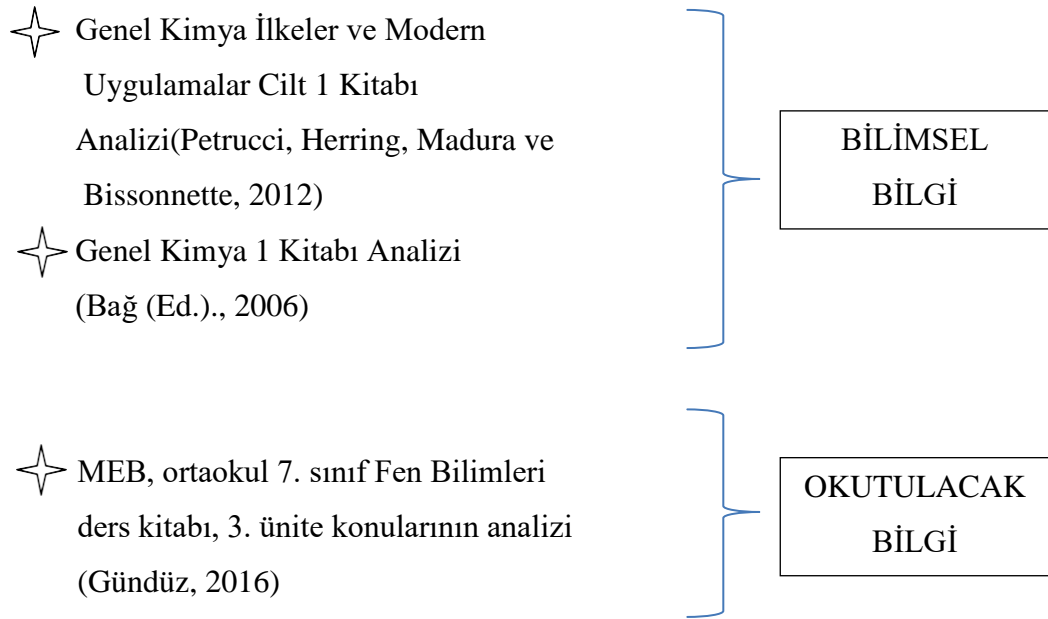 Genel Kimya İlkeler ve Modern
Uygulamalar Cilt 1 Kitabı
Analizi(Petrucci, Herring, Madura ve
Bissonnette, 2012)
Genel Kimya 1 Kitabı Analizi
(Bağ (Ed.)., 2006)
BİLİMSEL
BİLGİ
MEB, ortaokul 7. sınıf Fen Bilimleri
ders kitabı, 3. ünite konularının analizi
(Gündüz, 2016)
OKUTULACAK
BİLGİ